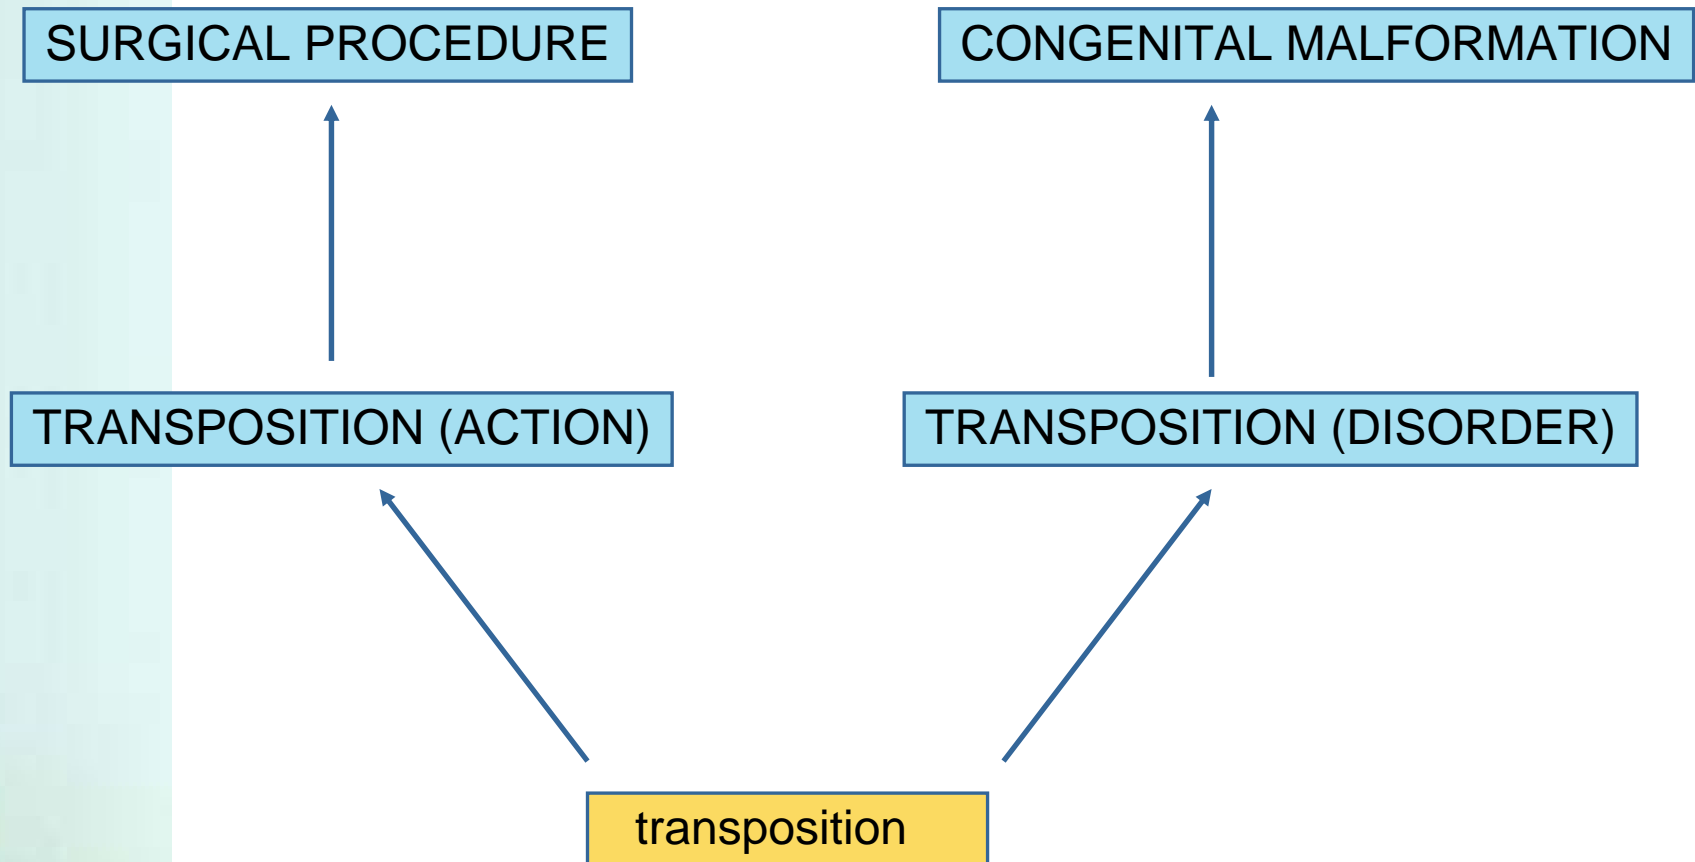 SURGICAL PROCEDURE
CONGENITAL MALFORMATION
TRANSPOSITION (ACTION)
TRANSPOSITION (DISORDER)
transposition